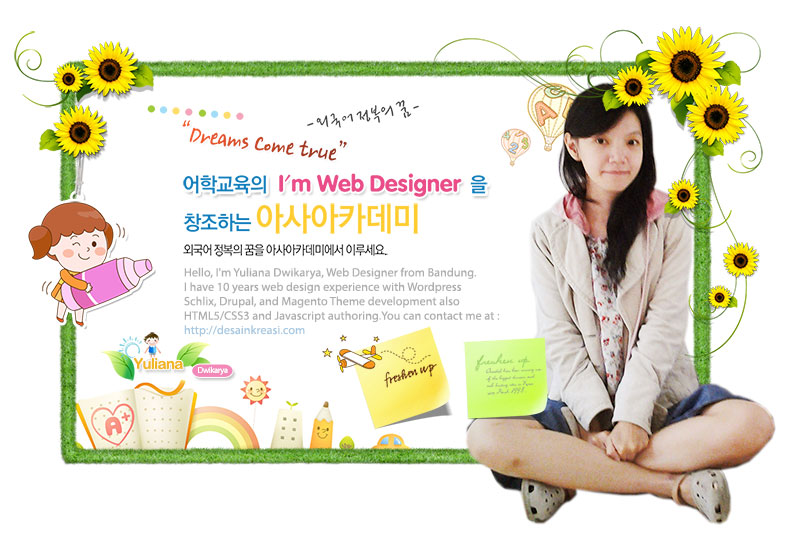 - 외국어 정복의 꿈 -
"Dreams Come true"
어학교육의 I'm Web Designer 을
창조하는 아사아카데미
외국어 정복의 꿈을 아사아카데미에서 이루세요.
Hello, I'm Yuliana Dwikarya, Web Designer from Bandung.
I have 10 years web design experience with Wordpress
Schlix, Drupal, and Magento Theme development also
HTML5/CSS3 and Javascript authoring.You can contact me at :
http://desainkreasi.com
Yuliana
Dwikarya
A+
freshen up
freshen up
A
123